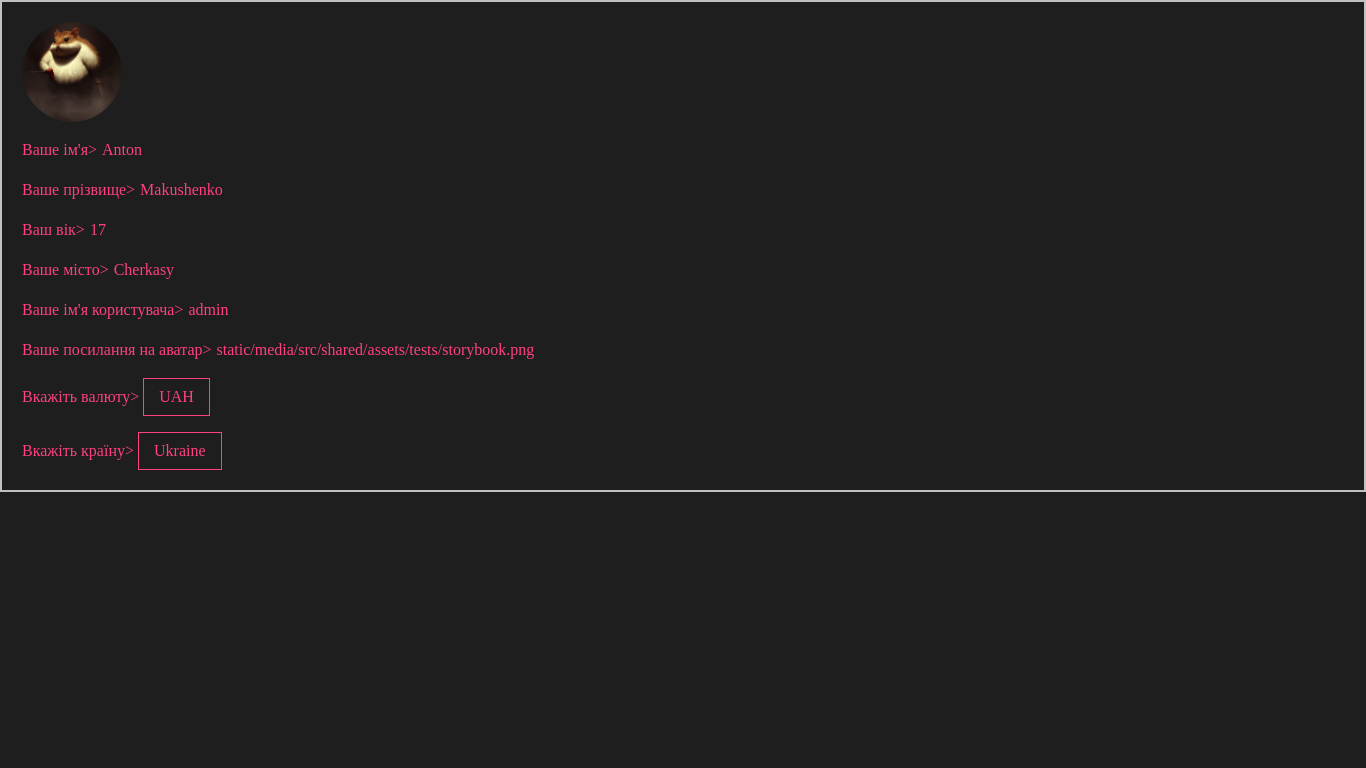 Ваше ім'я> Anton
Ваше прізвище> Makushenko
Ваш вік> 17
Ваше місто> Cherkasy
Ваше ім'я користувача> admin
Ваше посилання на аватар> static/media/src/shared/assets/tests/storybook.png
Вкажіть валюту> UAH
Вкажіть країну> Ukraine